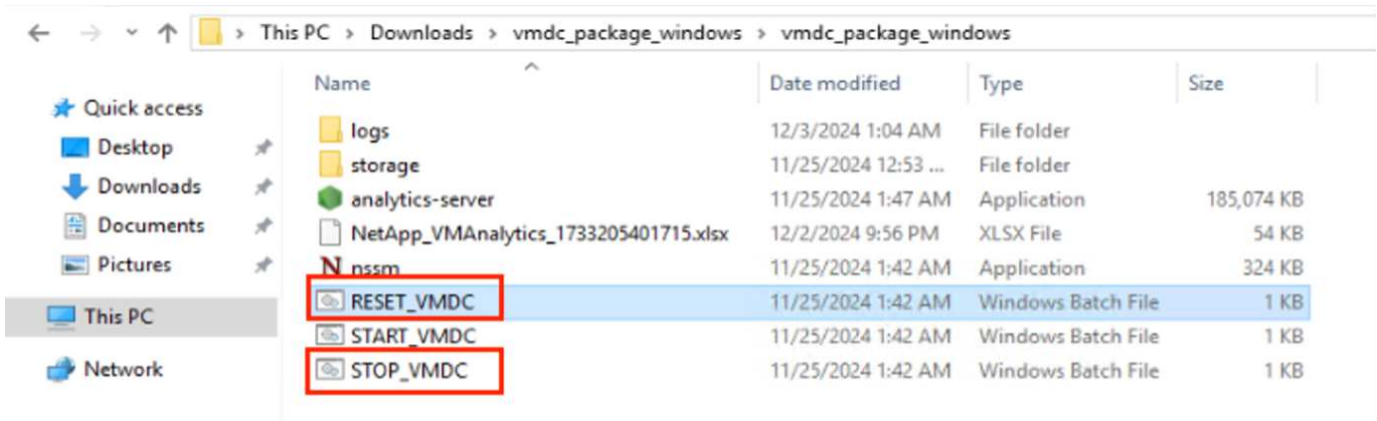 This PC > Downloads > vmdc_package_windows > vmdc_package_windows
Name Date modified Type Size
Quick access
Desktop
Downloads
Documents
Pictures
This PC
Network
logs 12/3/2024 1:04 AM File folder
storage 11/25/2024 12:53 ... File folder
analytics-server 11/25/2024 1:47 AM Application 185,074 KB
NetApp_VMAnalytics_1733205401715.xlsx 12/2/2024 9:56 PM XLSX File 54 KB
nssm 11/25/2024 1:42 AM Application 324 KB
RESET_VMDC 11/25/2024 1:42 AM Windows Batch File 1 KB
START_VMDC 11/25/2024 1:42 AM Windows Batch File 1 KB
STOP_VMDC 11/25/2024 1:42 AM Windows Batch File 1 KB